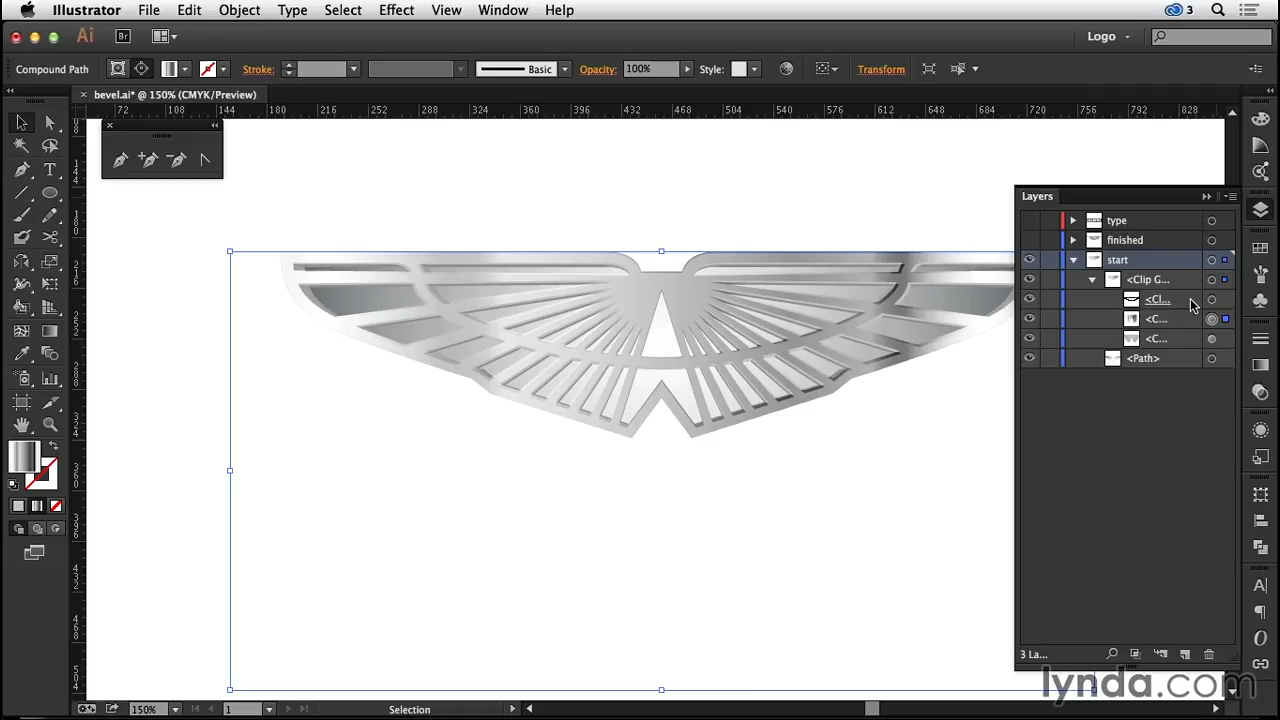 Illustrator File Edit Object Type Select Effect View Window Help 3
Ai Br Logo
Compound Path Stroke: Basic Opacity: 100% Style: Transform
× bevel.ai* @ 150% (CMYK/Preview)
72 108 144 180 216 252 288 324 360 396 432 468 504 540 576 612 648 684 720 756 792 828
Layers
type
finished
start
<Clip G...
<Cl...
<C...
<C...
<Path>
3 La...
lynda.com
150% 1 Selection